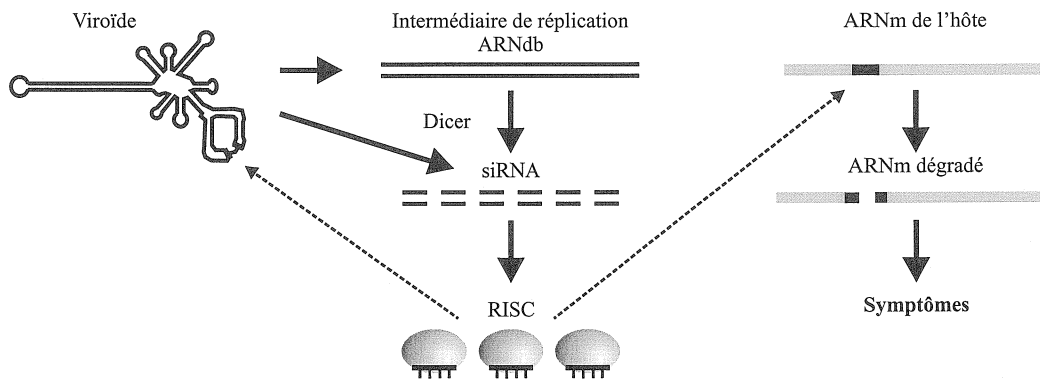 Viroïde
Intermédiaire de réplication
ARNdb
ARNm de l'hôte
Dicer
siRNA
ARNm dégradé
RISC
Symptômes